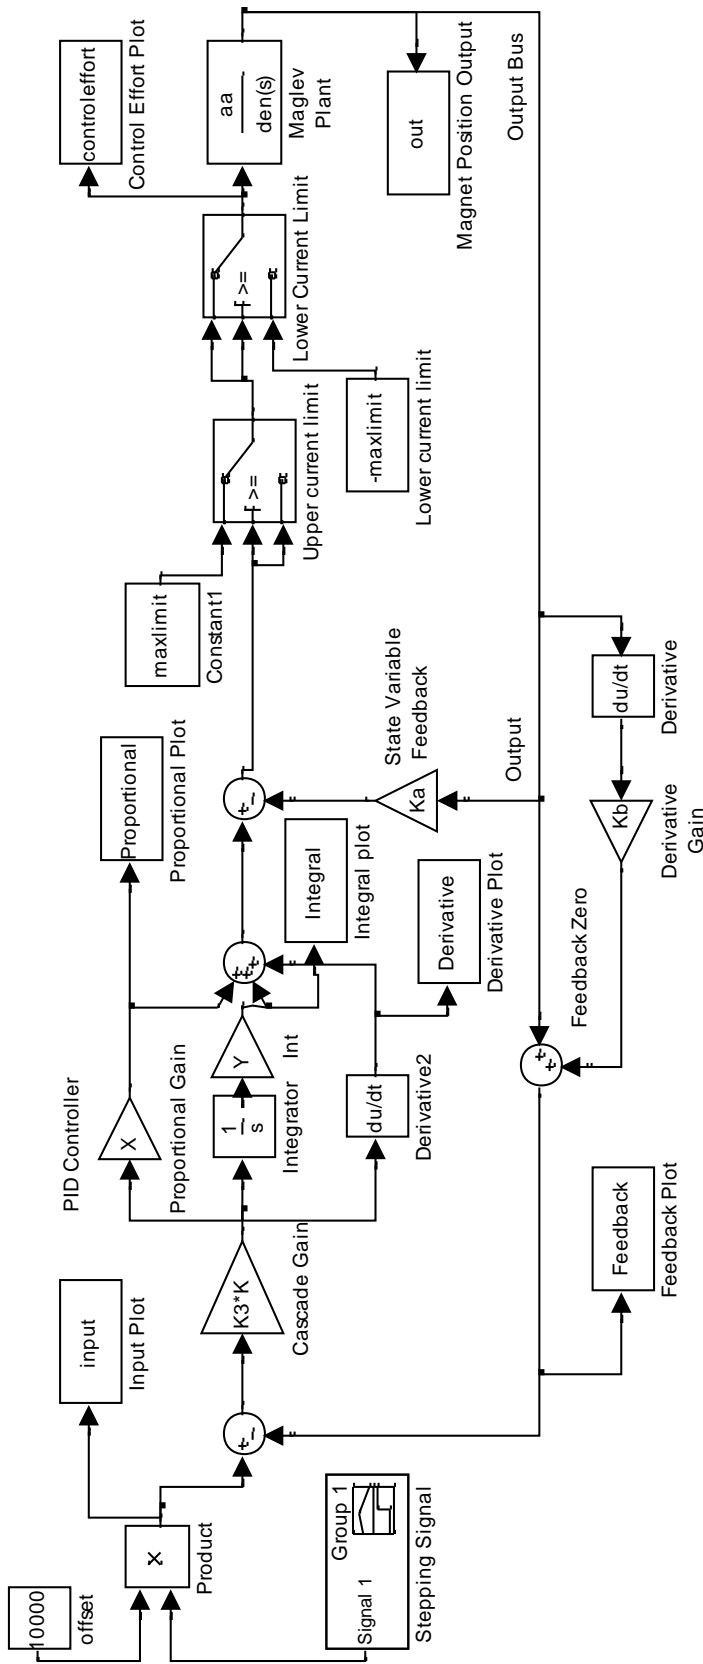 10000
offset
×
Product
input
Input Plot
Group 1
Signal 1
Stepping Signal
+
_
K3*K
Cascade Gain
PID Controller
X
Proportional Gain
1
s
Integrator
Y
Int
du/dt
Derivative2
+
+
+
Proportional
Proportional Plot
Integral
Integral plot
Derivative
Derivative Plot
+
_
State Variable
Feedback
Ka
Output
maxlimit
Constant1
>=
Upper current limit
-maxlimit
Lower current limit
>=
Lower Current Limit
controleffort
Control Effort Plot
aa
den(s)
Maglev
Plant
out
Magnet Position Output
Output Bus
du/dt
Derivative
Kb
Derivative
Gain
Feedback Zero
+
+
Feedback
Feedback Plot